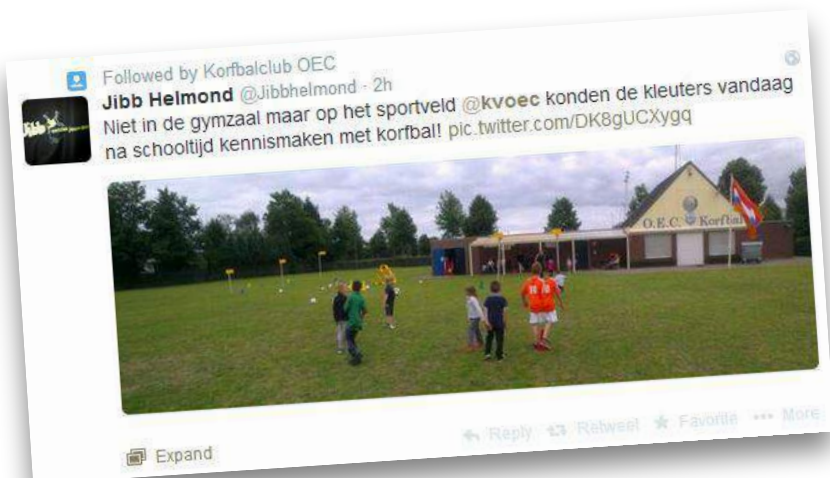 Followed by Korfbalclub OEC
Jibb Helmond @Jibbhelmond · 2h
Niet in de gymzaal maar op het sportveld @kvoec konden de kleuters vandaag
na schooltijd kennismaken met korfbal! pic.twitter.com/DK8gUCXygq
O.E.C. Korfbal
Expand
Reply Retweet Favorite More